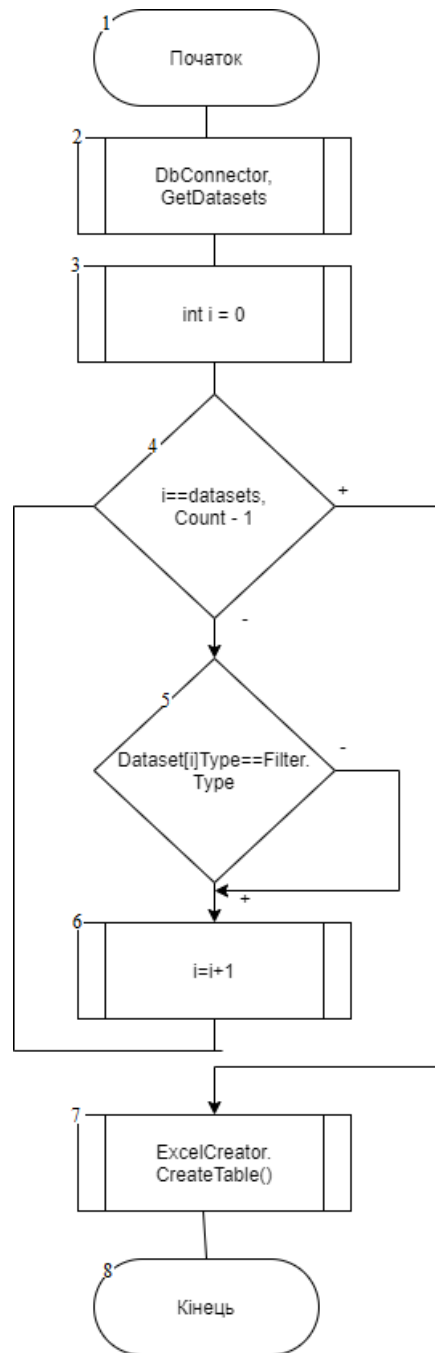 1
Початок
2
DbConnector,
GetDatasets
3
int i = 0
4
i==datasets,
Count - 1
+
-
5
Dataset[i]Type==Filter.
Type
-
+
6
i=i+1
7
ExcelCreator.
CreateTable()
8
Кінець